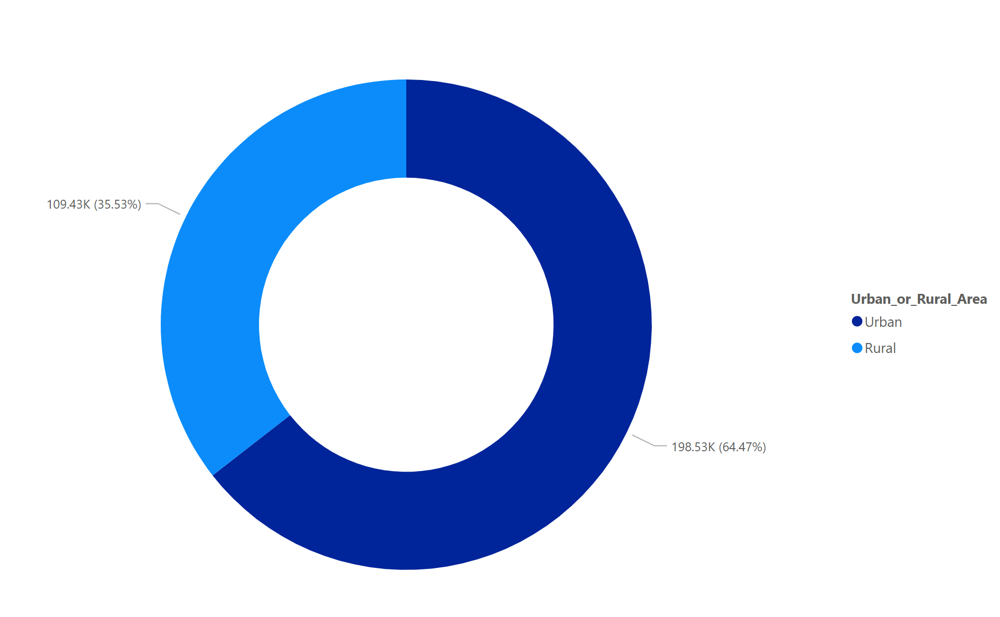 109.43K (35.53%)
198.53K (64.47%)
Urban_or_Rural_Area
Urban
Rural